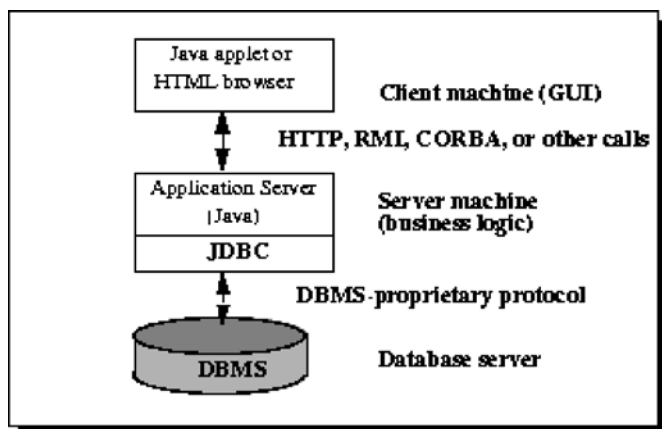 Java applet or
HTML browser
Client machine (GUI)
HTTP, RMI, CORBA, or other calls
Application Server
(Java)
JDBC
Server machine
(business logic)
DBMS-proprietary protocol
DBMS
Database server